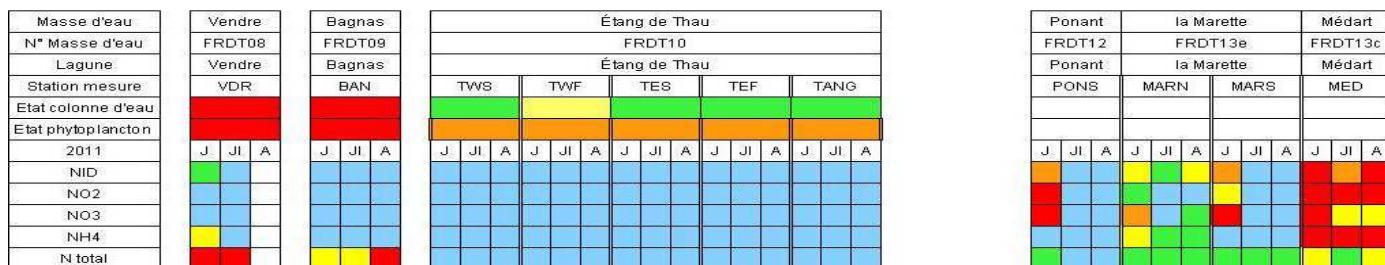 Masse d'eau Vendre Bagnas Étang de Thau Ponant la Marette Médart
N° Masse d'eau FRDT08 FRDT09 FRDT10 FRDT12 FRDT13e FRDT13c
Lagune Vendre Bagnas Étang de Thau Ponant la Marette Médart
Station mesure VDR BAN TWS TWF TES TEF TANG PONS MARN MARS MED
Etat colonne d'eau
Etat phytoplancton
2011 J JI A J JI A J JI A J JI A J JI A J JI A J JI A J JI A J JI A J JI A J JI A
NID
NO2
NO3
NH4
N total